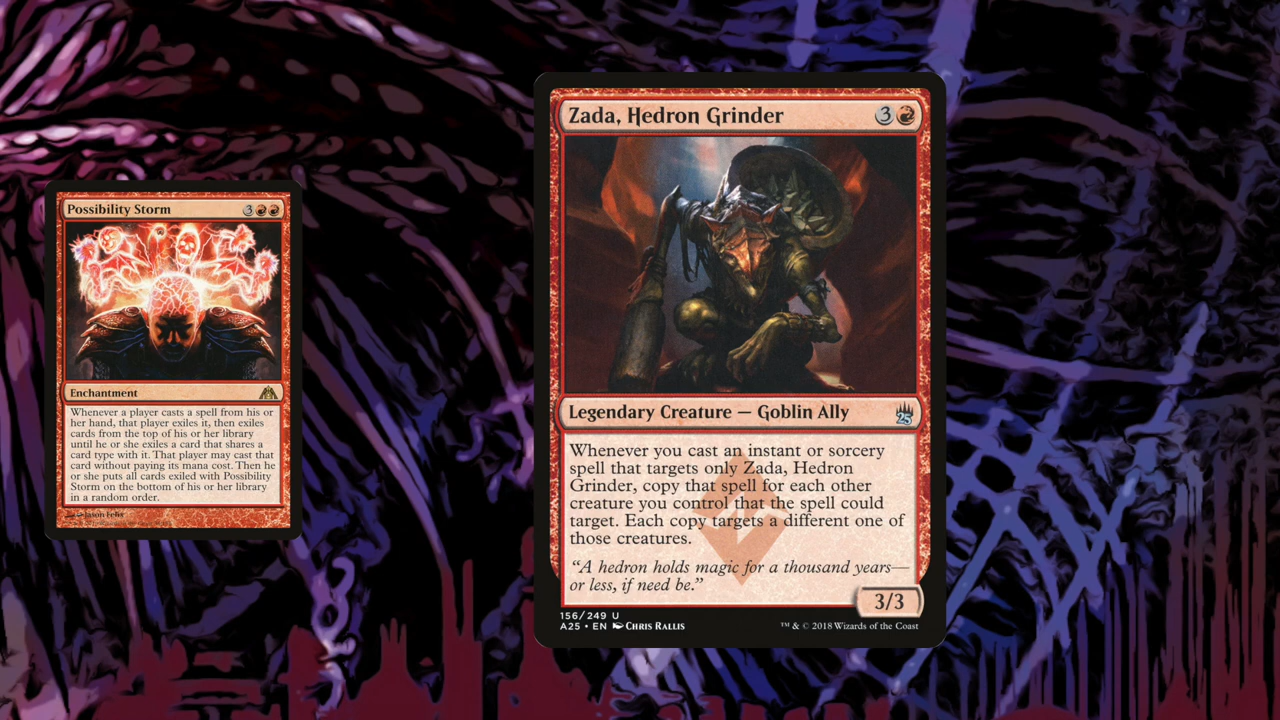 Possibility Storm 3
Enchantment
Whenever a player casts a spell from his or
her hand, that player exiles it, then exiles
cards from the top of his or her library
until he or she exiles a card that shares a
card type with it. That player may cast that
card without paying its mana cost. Then he
or she puts all cards exiled with Possibility
Storm on the bottom of his or her library
in a random order.
Jason Felix
Zada, Hedron Grinder 3
Legendary Creature — Goblin Ally 25
Whenever you cast an instant or sorcery
spell that targets only Zada, Hedron
Grinder, copy that spell for each other
creature you control that the spell could
target. Each copy targets a different one of
those creatures.
“A hedron holds magic for a thousand years—
or less, if need be.”
3/3
156/249 U
A25 • EN Chris Rallis ™ & © 2018 Wizards of the Coast